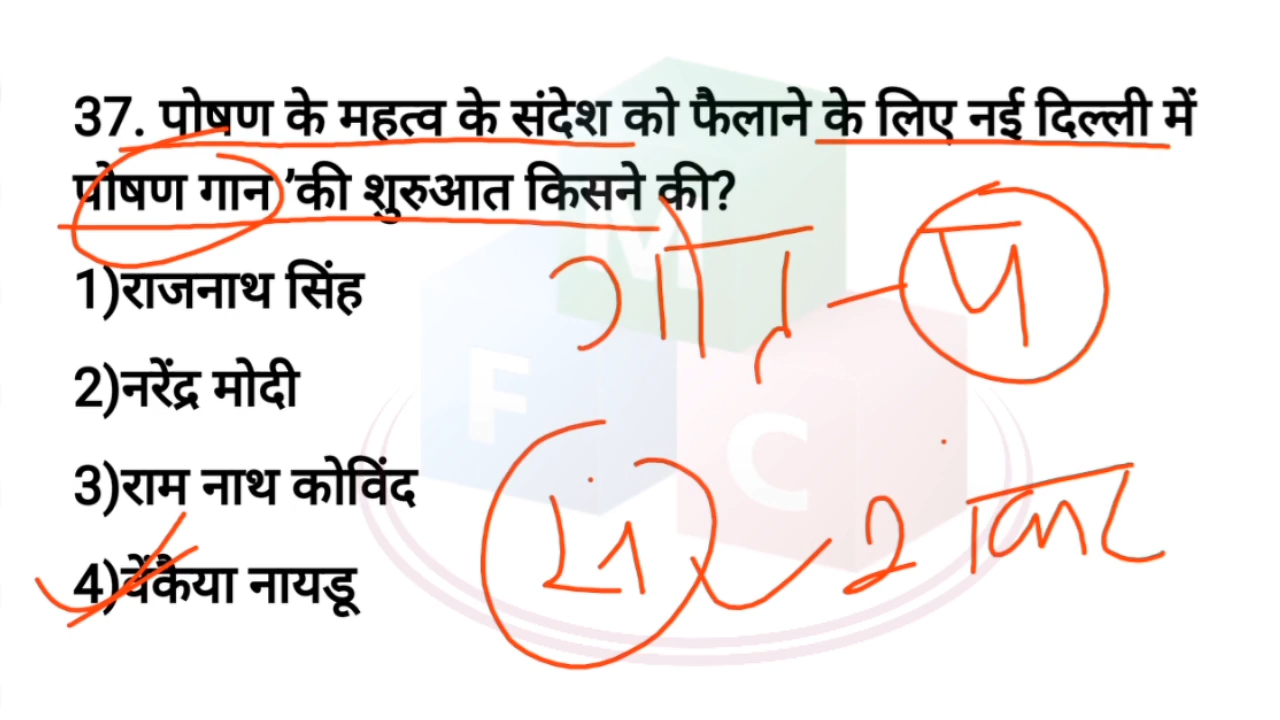 37. पोषण के महत्व के संदेश को फैलाने के लिए नई दिल्ली में
पोषण गान 'की शुरुआत किसने की?
1)राजनाथ सिंह
2)नरेंद्र मोदी
3)राम नाथ कोविंद
4)वेंकैया नायडू
M
F
C